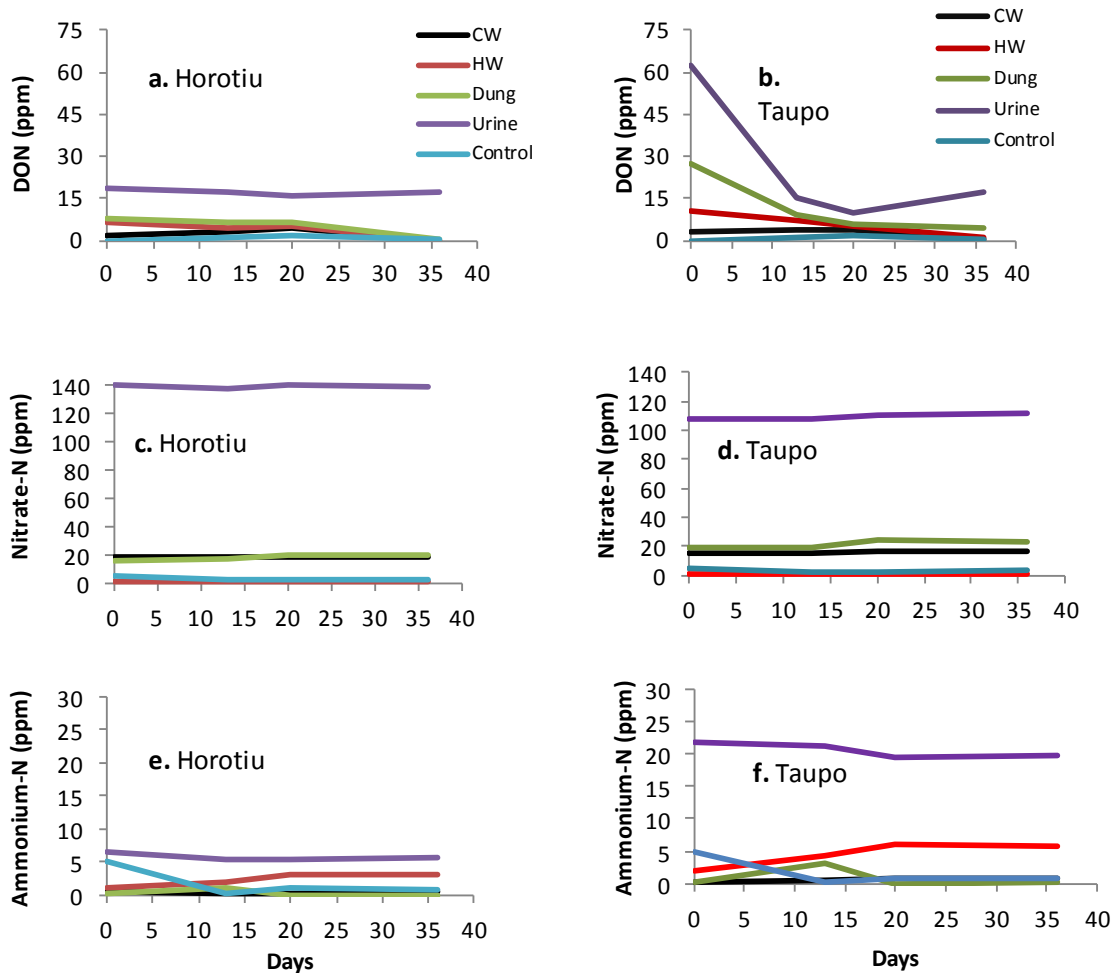 DON (ppm)
75
60
45
30
15
0
a. Horotiu
CW
HW
Dung
Urine
Control
0 5 10 15 20 25 30 35 40
DON (ppm)
75
60
45
30
15
0
b.
Taupo
CW
HW
Dung
Urine
Control
0 5 10 15 20 25 30 35 40
Nitrate-N (ppm)
140
120
100
80
60
40
20
0
c. Horotiu
0 5 10 15 20 25 30 35 40
Nitrate-N (ppm)
140
120
100
80
60
40
20
0
d. Taupo
0 5 10 15 20 25 30 35 40
Ammonium-N (ppm)
30
25
20
15
10
5
0
e. Horotiu
0 5 10 15 20 25 30 35 40
Days
Ammonium-N (ppm)
30
25
20
15
10
5
0
f. Taupo
0 5 10 15 20 25 30 35 40
Days